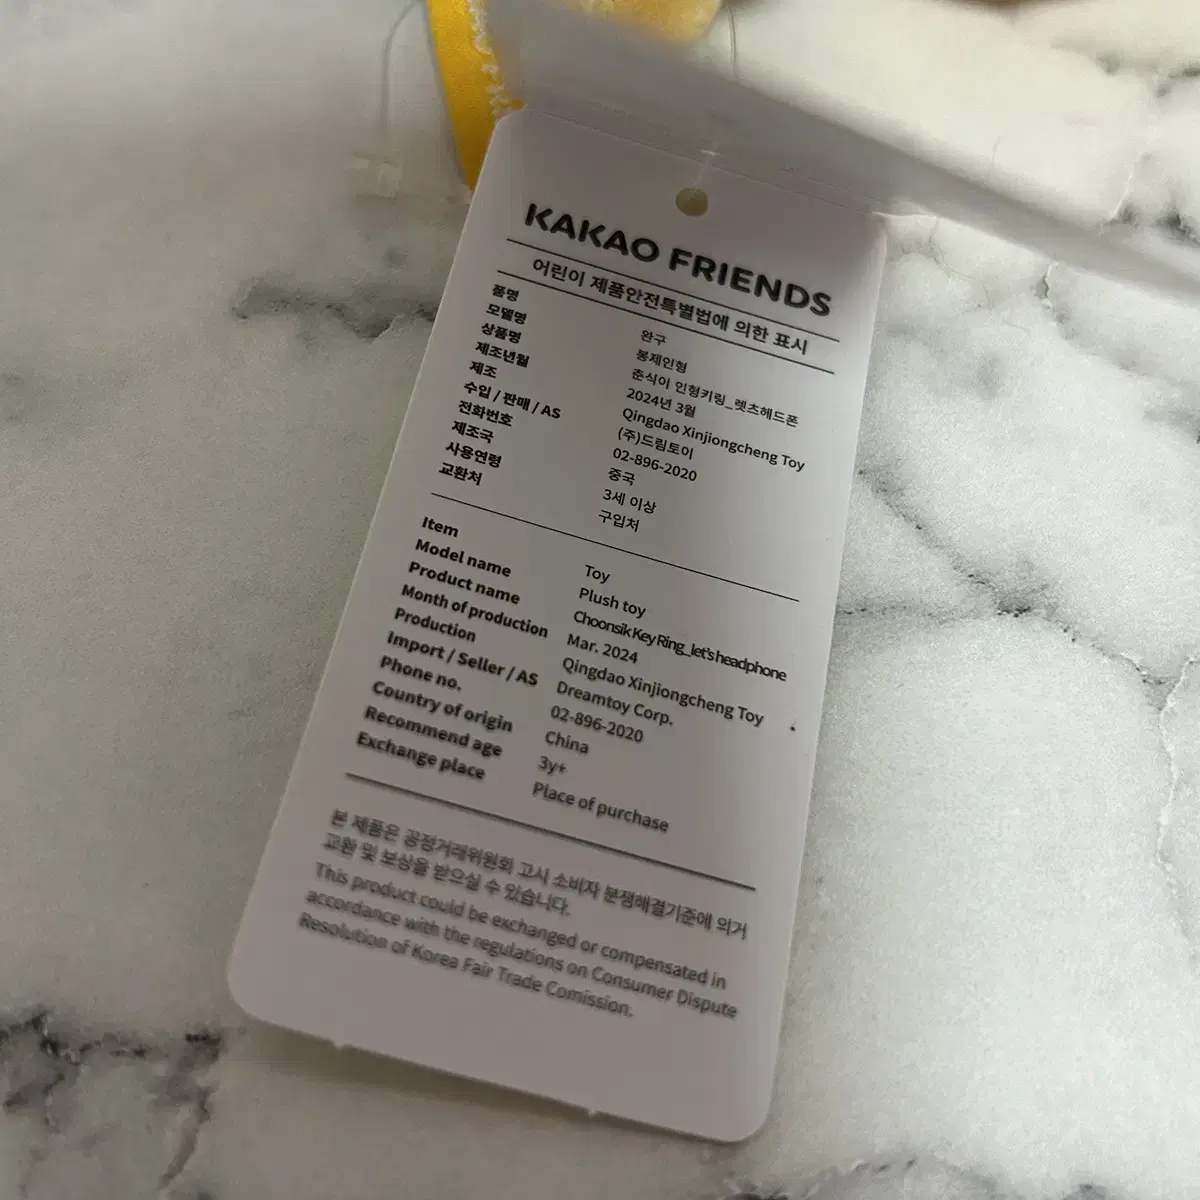 KAKAO FRIENDS
어린이 제품안전특별법에 의한 표시
품명 완구
모델명 봉제인형
상품명 춘식이 인형키링_렛츠헤드폰
제조년월 2024년 3월
제조 Qingdao Xinjiongcheng Toy
수입 / 판매 / AS (주)드림토이
전화번호 02-896-2020
제조국 중국
사용연령 3세 이상
교환처 구입처
Item Toy
Model name Plush toy
Product name Choonsik Key Ring_let's headphone
Month of production Mar. 2024
Production Qingdao Xinjiongcheng Toy
Import / Seller / AS Dreamtoy Corp.
Phone no. 02-896-2020
Country of origin China
Recommend age 3y+
Exchange place Place of purchase
본 제품은 공정거래위원회 고시 소비자 분쟁해결기준에 의거
교환 및 보상을 받으실 수 있습니다.
This product could be exchanged or compensated in
accordance with the regulations on Consumer Dispute
Resolution of Korea Fair Trade Comission.